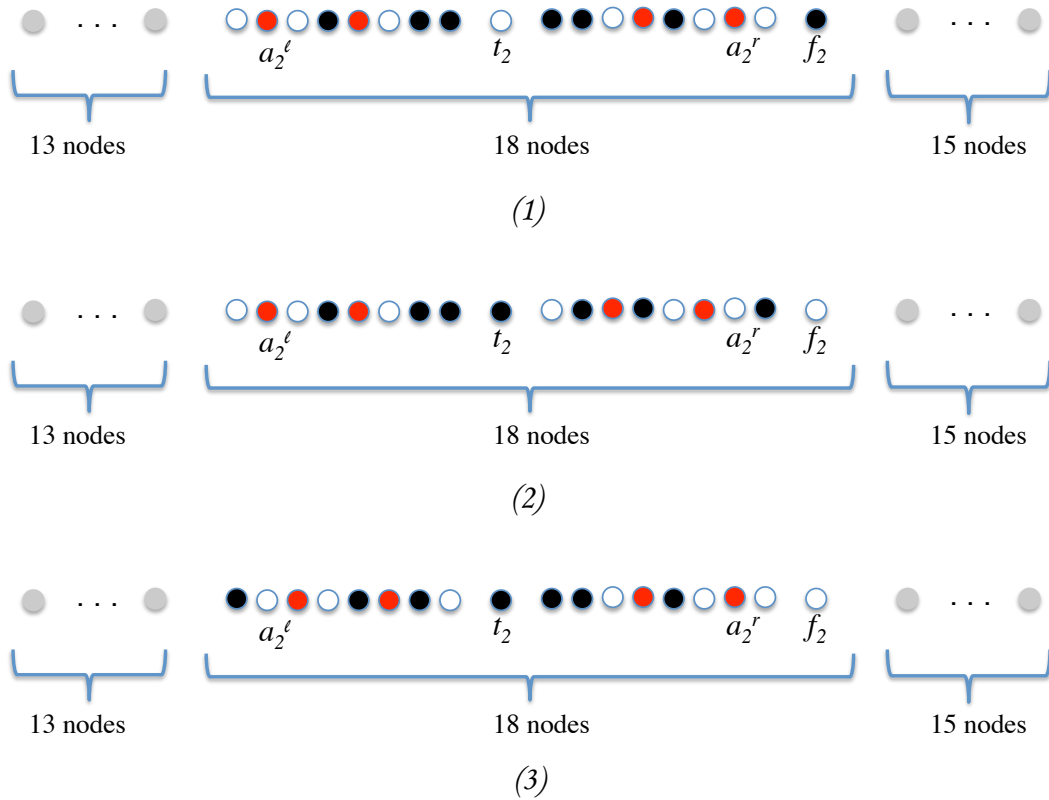 . . . . . .
a₂ˡ t₂ a₂ʳ f₂
13 nodes 18 nodes 15 nodes
(1)
. . . . . .
a₂ˡ t₂ a₂ʳ f₂
13 nodes 18 nodes 15 nodes
(2)
. . . . . .
a₂ˡ t₂ a₂ʳ f₂
13 nodes 18 nodes 15 nodes
(3)